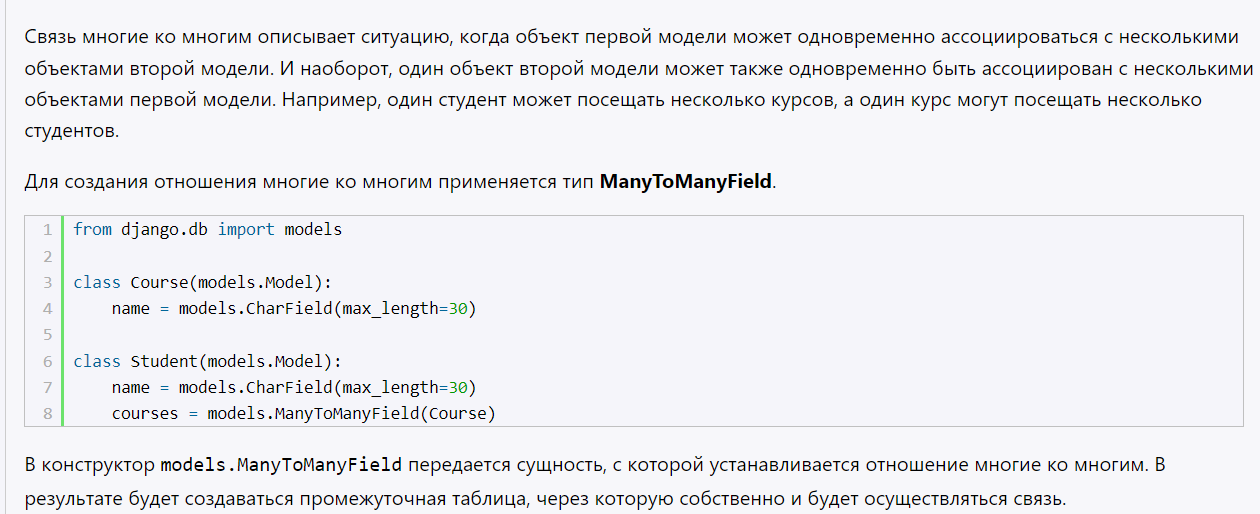 Связь многие ко многим описывает ситуацию, когда объект первой модели может одновременно ассоциироваться с несколькими
объектами второй модели. И наоборот, один объект второй модели может также одновременно быть ассоциирован с несколькими
объектами первой модели. Например, один студент может посещать несколько курсов, а один курс могут посещать несколько
студентов.
Для создания отношения многие ко многим применяется тип ManyToManyField.
1 from django.db import models
2
3 class Course(models.Model):
4     name = models.CharField(max_length=30)
5
6 class Student(models.Model):
7     name = models.CharField(max_length=30)
8     courses = models.ManyToManyField(Course)
В конструктор models.ManyToManyField передается сущность, с которой устанавливается отношение многие ко многим. В
результате будет создаваться промежуточная таблица, через которую собственно и будет осуществляться связь.